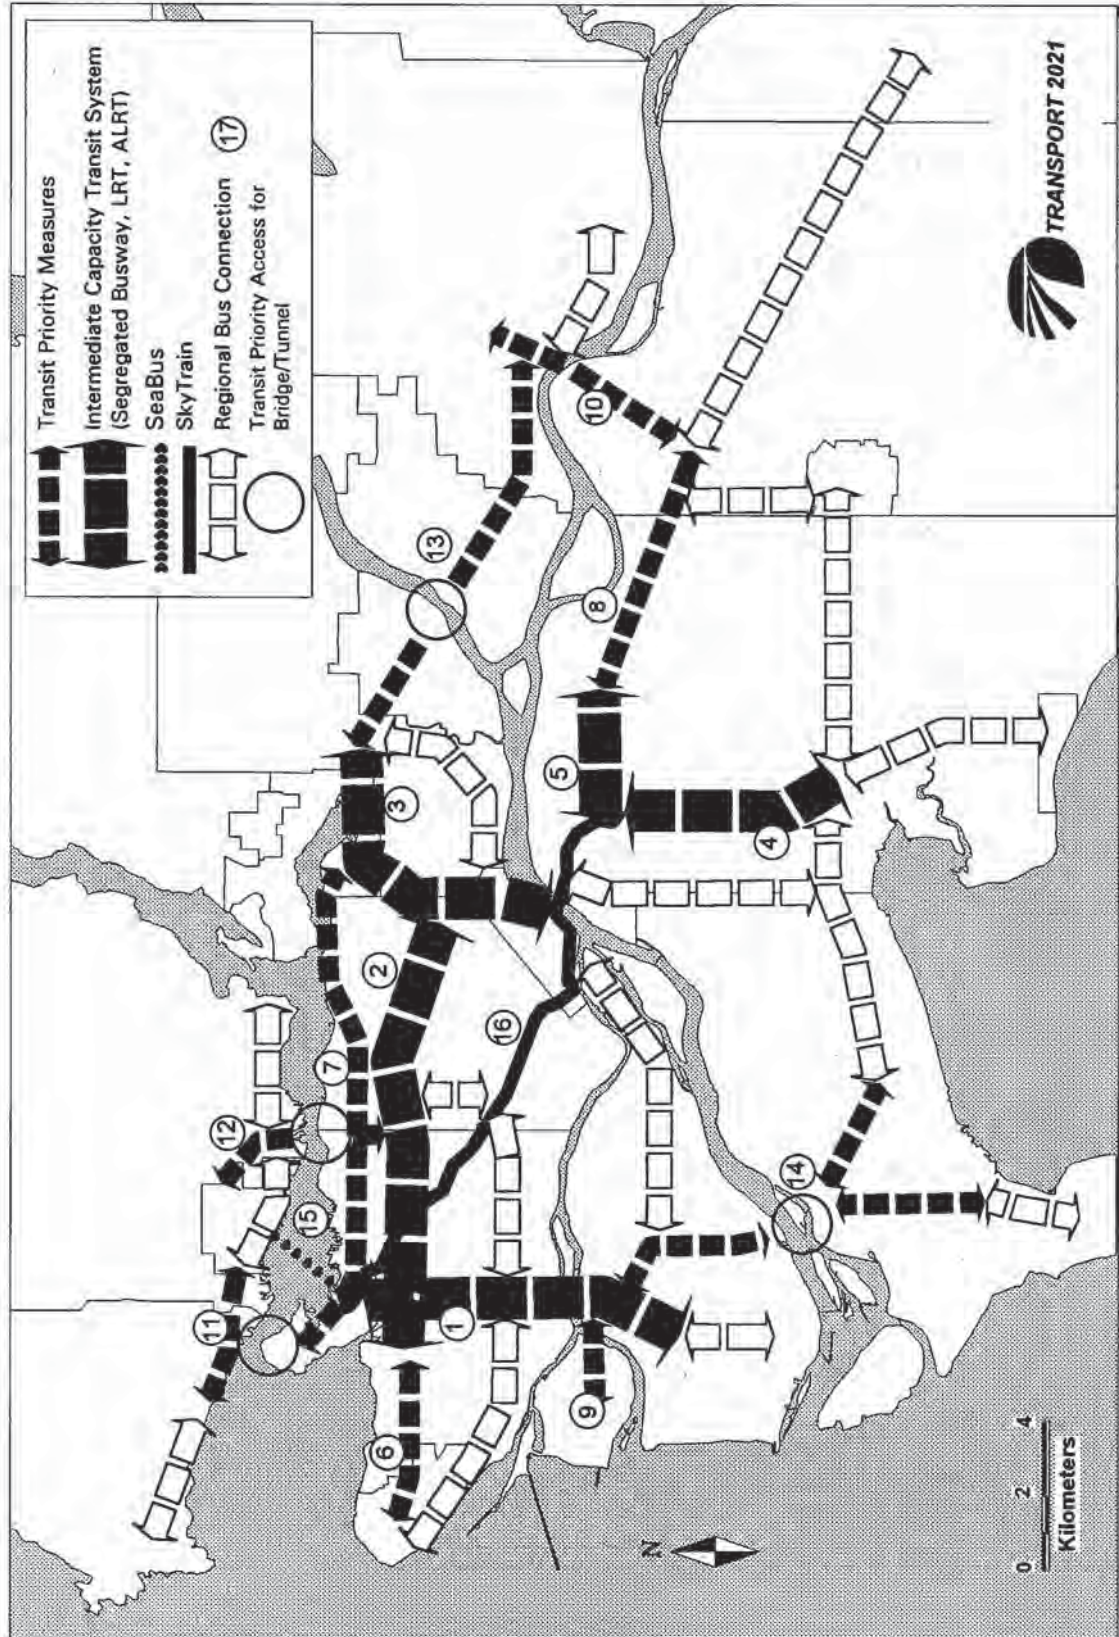 Transit Priority Measures
Intermediate Capacity Transit System
(Segregated Busway, LRT, ALRT)
SeaBus
SkyTrain
Regional Bus Connection 17
Transit Priority Access for
Bridge/Tunnel
11
12
15
7
13
6
2
3
1
16
5
8
10
9
4
14
N
0 2 4
Kilometers
TRANSPORT 2021